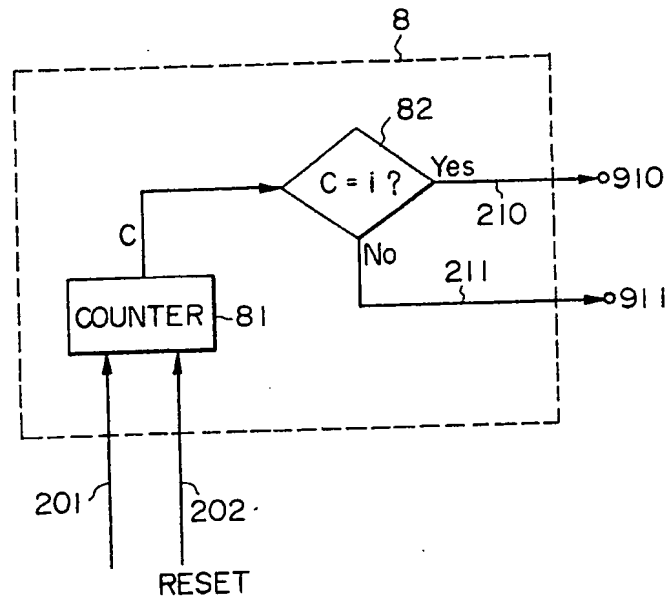 8
82
C = i ?
Yes
910
210
C
No
211
911
COUNTER
81
201
202
RESET